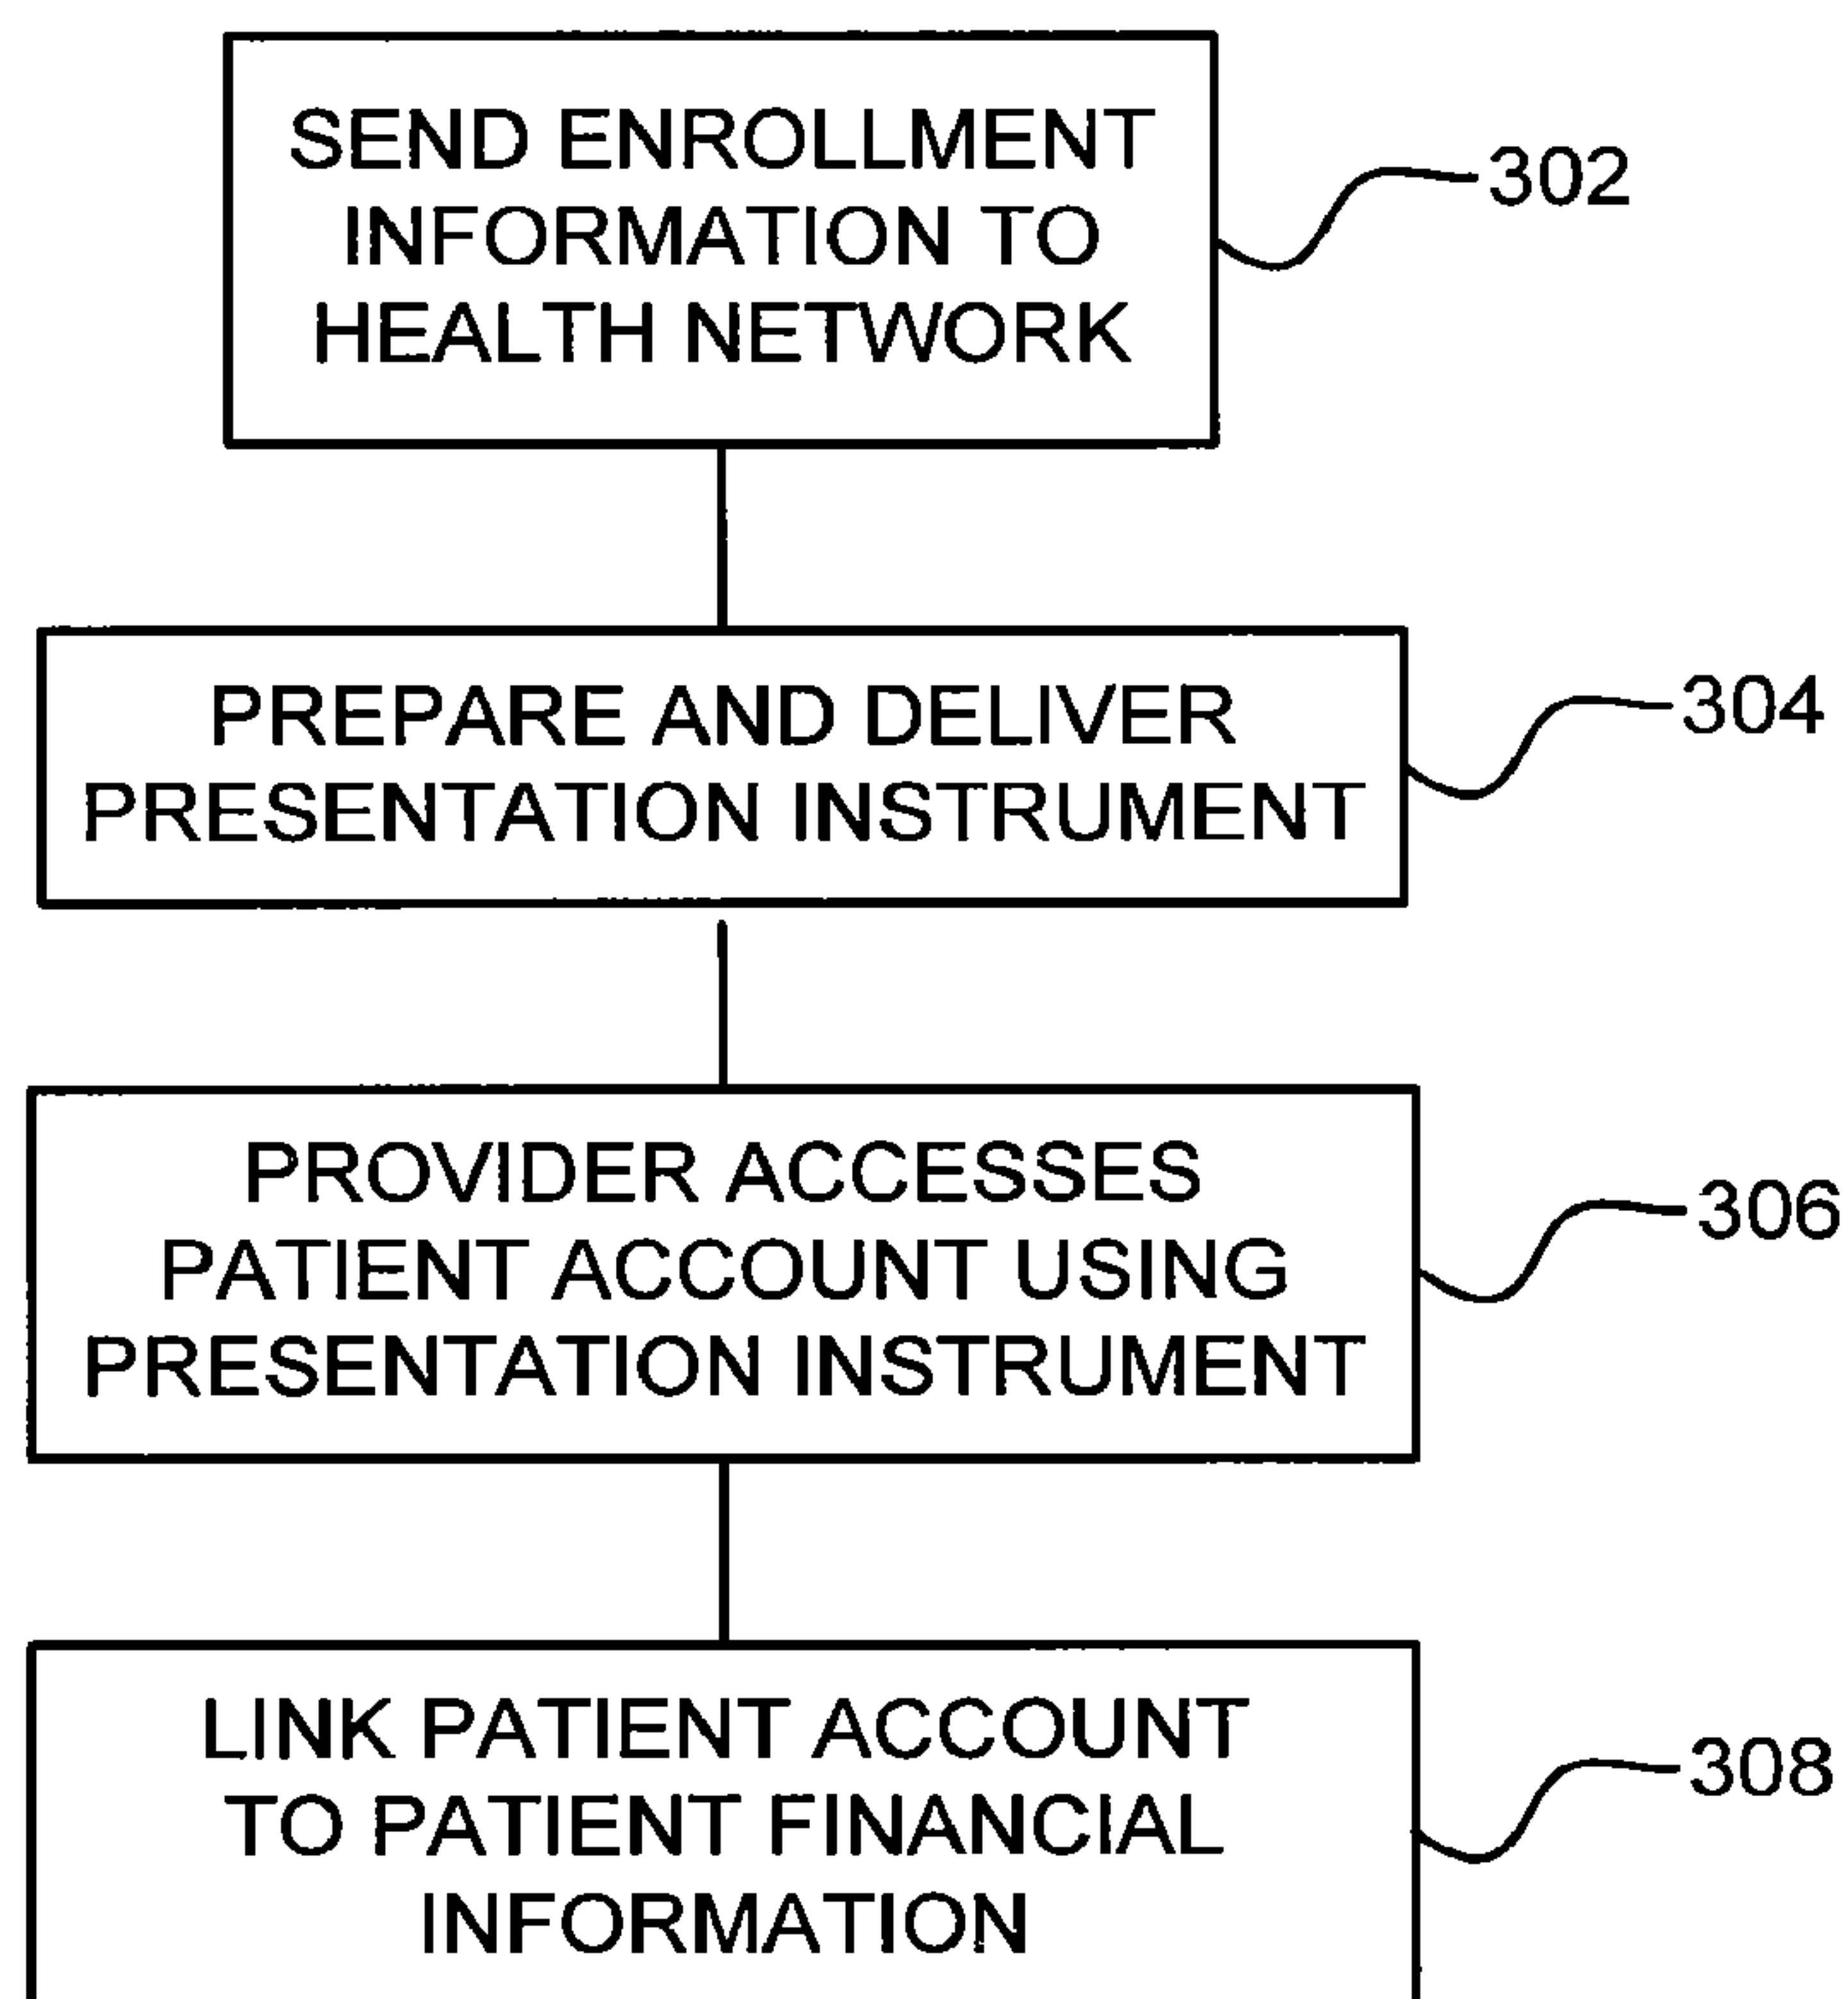 SEND ENROLLMENT
INFORMATION TO
HEALTH NETWORK
302
PREPARE AND DELIVER
PRESENTATION INSTRUMENT
304
PROVIDER ACCESSES
PATIENT ACCOUNT USING
PRESENTATION INSTRUMENT
306
LINK PATIENT ACCOUNT
TO PATIENT FINANCIAL
INFORMATION
308